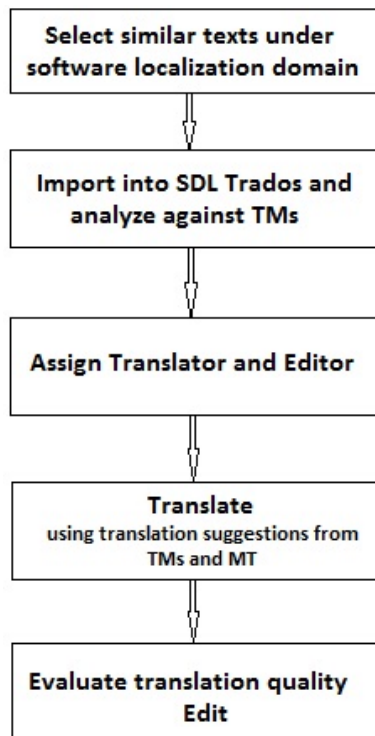 Select similar texts under
software localization domain
Import into SDL Trados and
analyze against TMs
Assign Translator and Editor
Translate
using translation suggestions from
TMs and MT
Evaluate translation quality
Edit